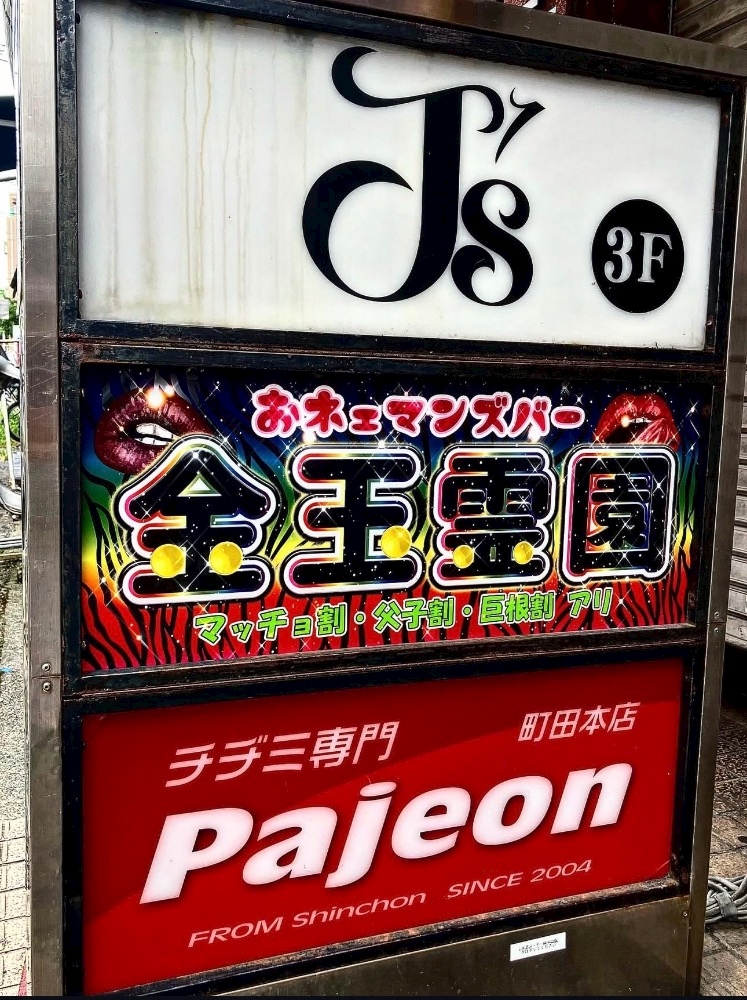 J's
3F
おネェマンズバー
金玉霊園
マッチョ割・父子割・巨根割 アリ
チヂミ専門
町田本店
Pajeon
FROM Shinchon SINCE 2004